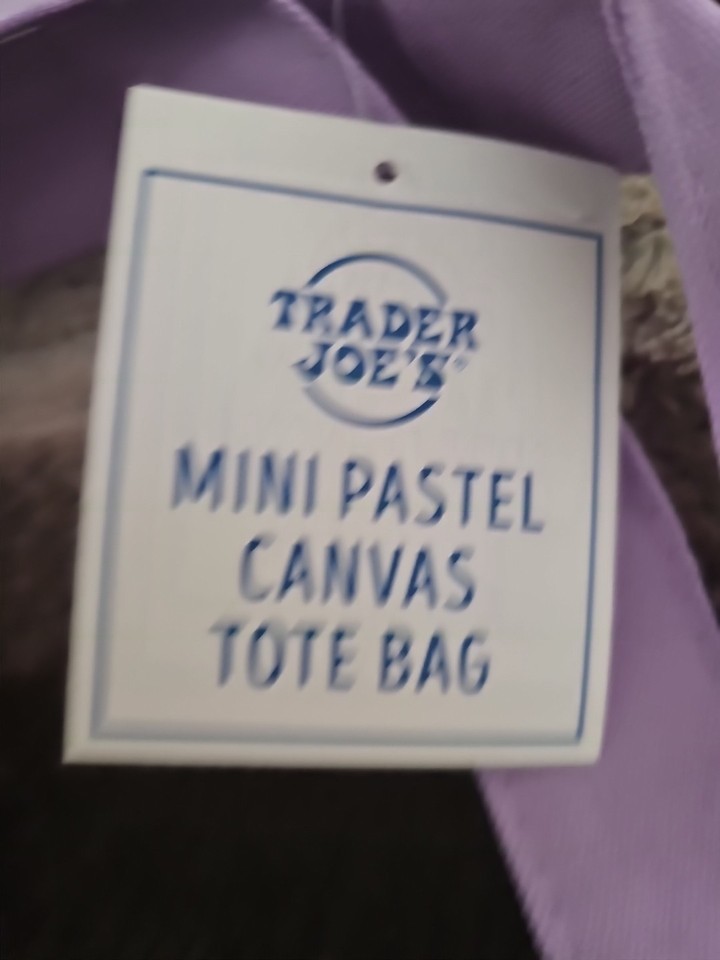 TRADER
JOE'S®
MINI PASTEL
CANVAS
TOTE BAG